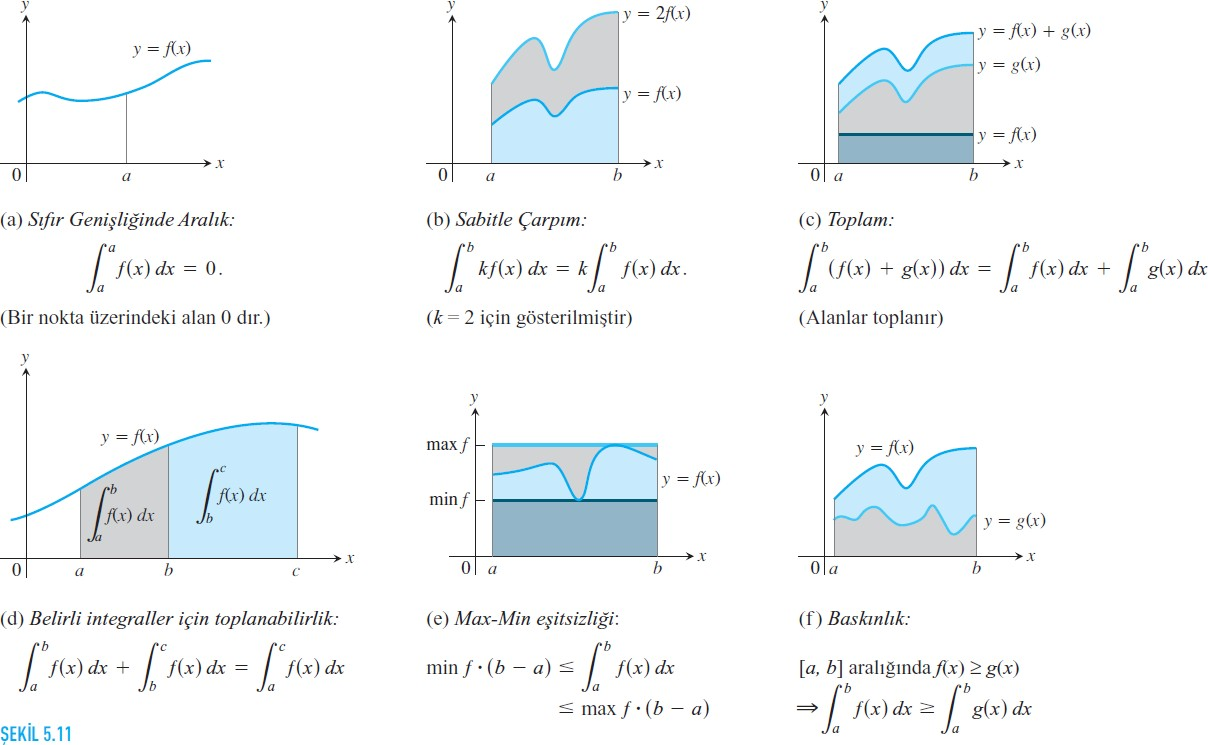 y
y = f(x)
0
a
x
(a) Sıfır Genişliğinde Aralık:
∫_a^a f(x) dx = 0.
(Bir nokta üzerindeki alan 0 dır.)
y
y = 2f(x)
y = f(x)
0
a
b
x
(b) Sabitle Çarpım:
∫_a^b kf(x) dx = k ∫_a^b f(x) dx.
(k = 2 için gösterilmiştir)
y
y = f(x) + g(x)
y = g(x)
y = f(x)
0
a
b
x
(c) Toplam:
∫_a^b (f(x) + g(x)) dx = ∫_a^b f(x) dx + ∫_a^b g(x) dx
(Alanlar toplanır)
y
y = f(x)
∫_a^b f(x) dx
∫_b^c f(x) dx
0
a
b
c
x
(d) Belirli integraller için toplanabilirlik:
∫_a^b f(x) dx + ∫_b^c f(x) dx = ∫_a^c f(x) dx
y
max f
min f
y = f(x)
0
a
b
x
(e) Max-Min eşitsizliği:
min f · (b − a) ≤ ∫_a^b f(x) dx
≤ max f · (b − a)
y
y = f(x)
y = g(x)
0
a
b
x
(f) Baskınlık:
[a, b] aralığında f(x) ≥ g(x)
⇒ ∫_a^b f(x) dx ≥ ∫_a^b g(x) dx
ŞEKİL 5.11